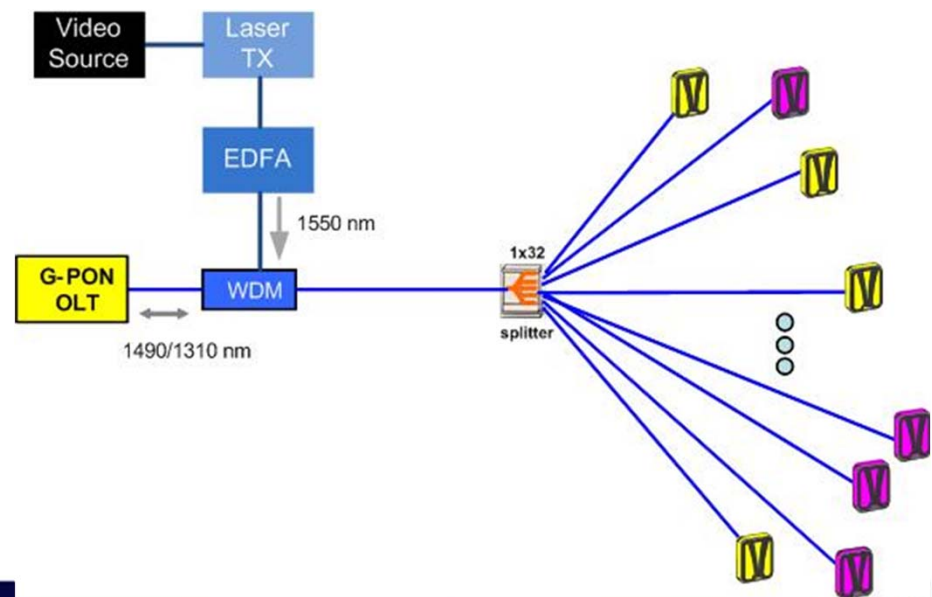 Video
Source
Laser
TX
EDFA
1550 nm
G-PON
OLT
WDM
1490/1310 nm
1x32
splitter